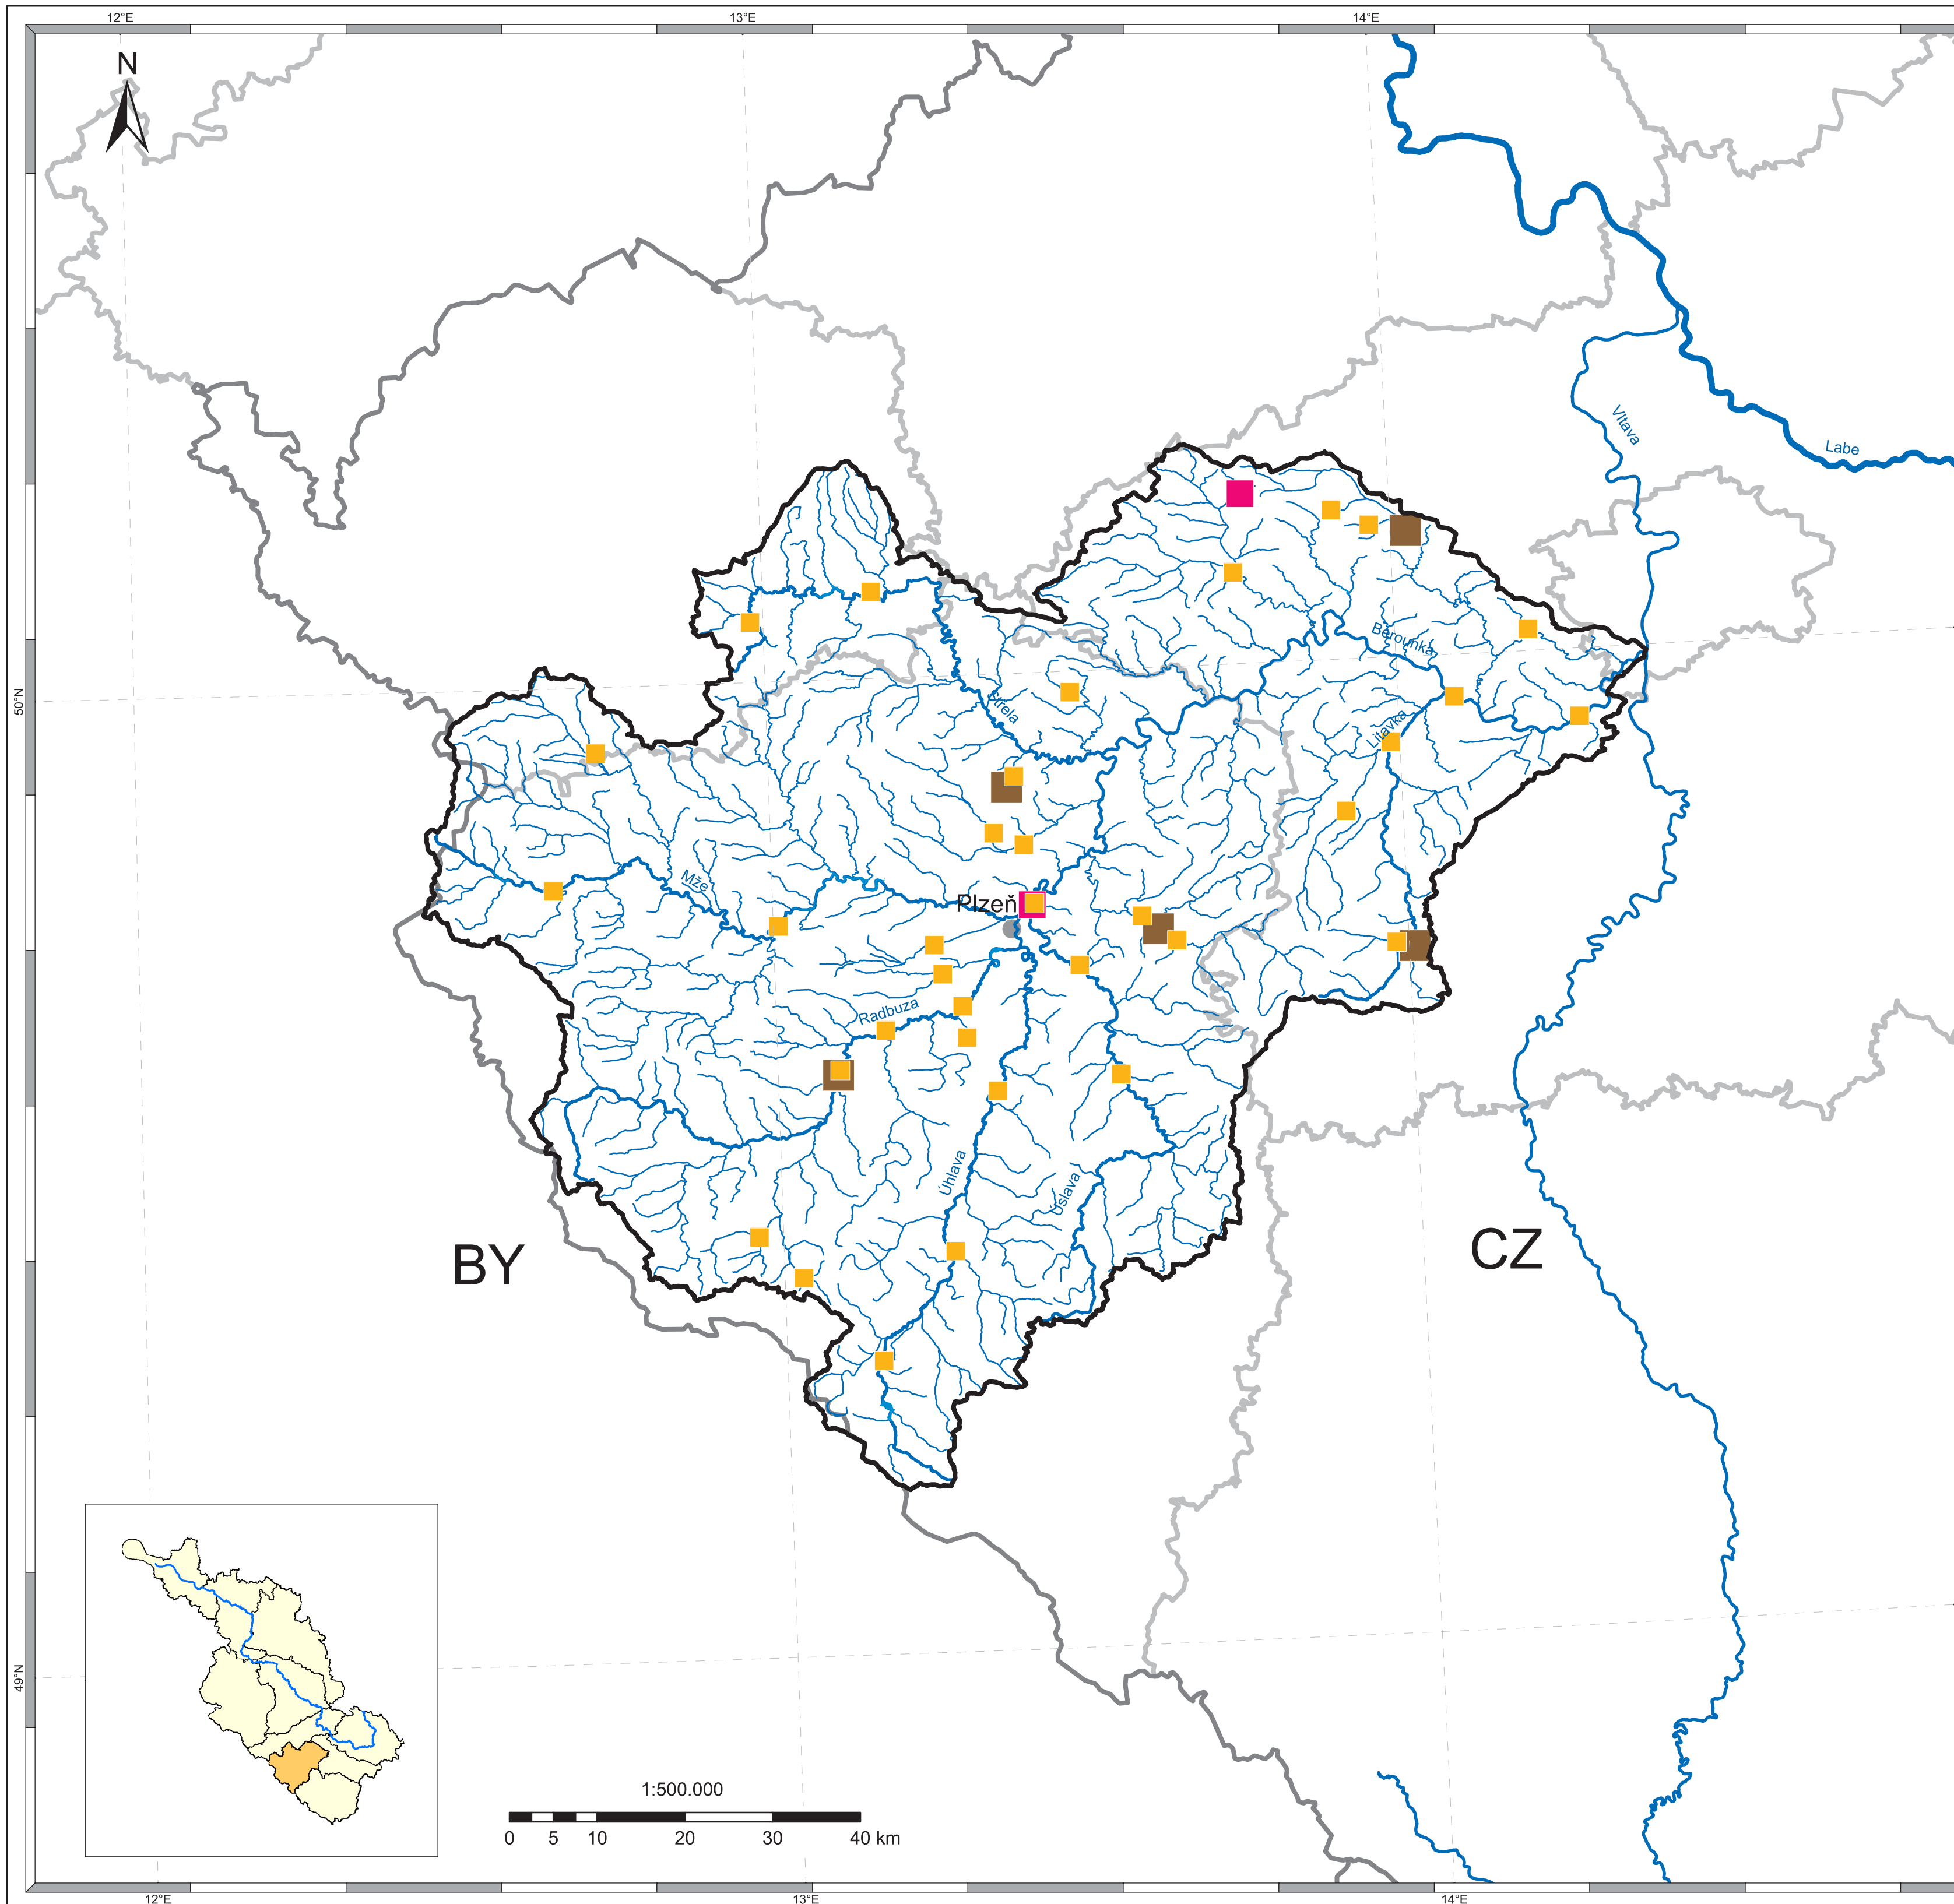 12°E
13°E
14°E
N
Vltava
Labe
Berounka
50°N
Střela
Litavka
Mže
Plzeň
Radbuza
Úhlava
Úslava
BY
CZ
49°N
1:500.000
0 5 10 20 30 40 km
12°E
13°E
14°E